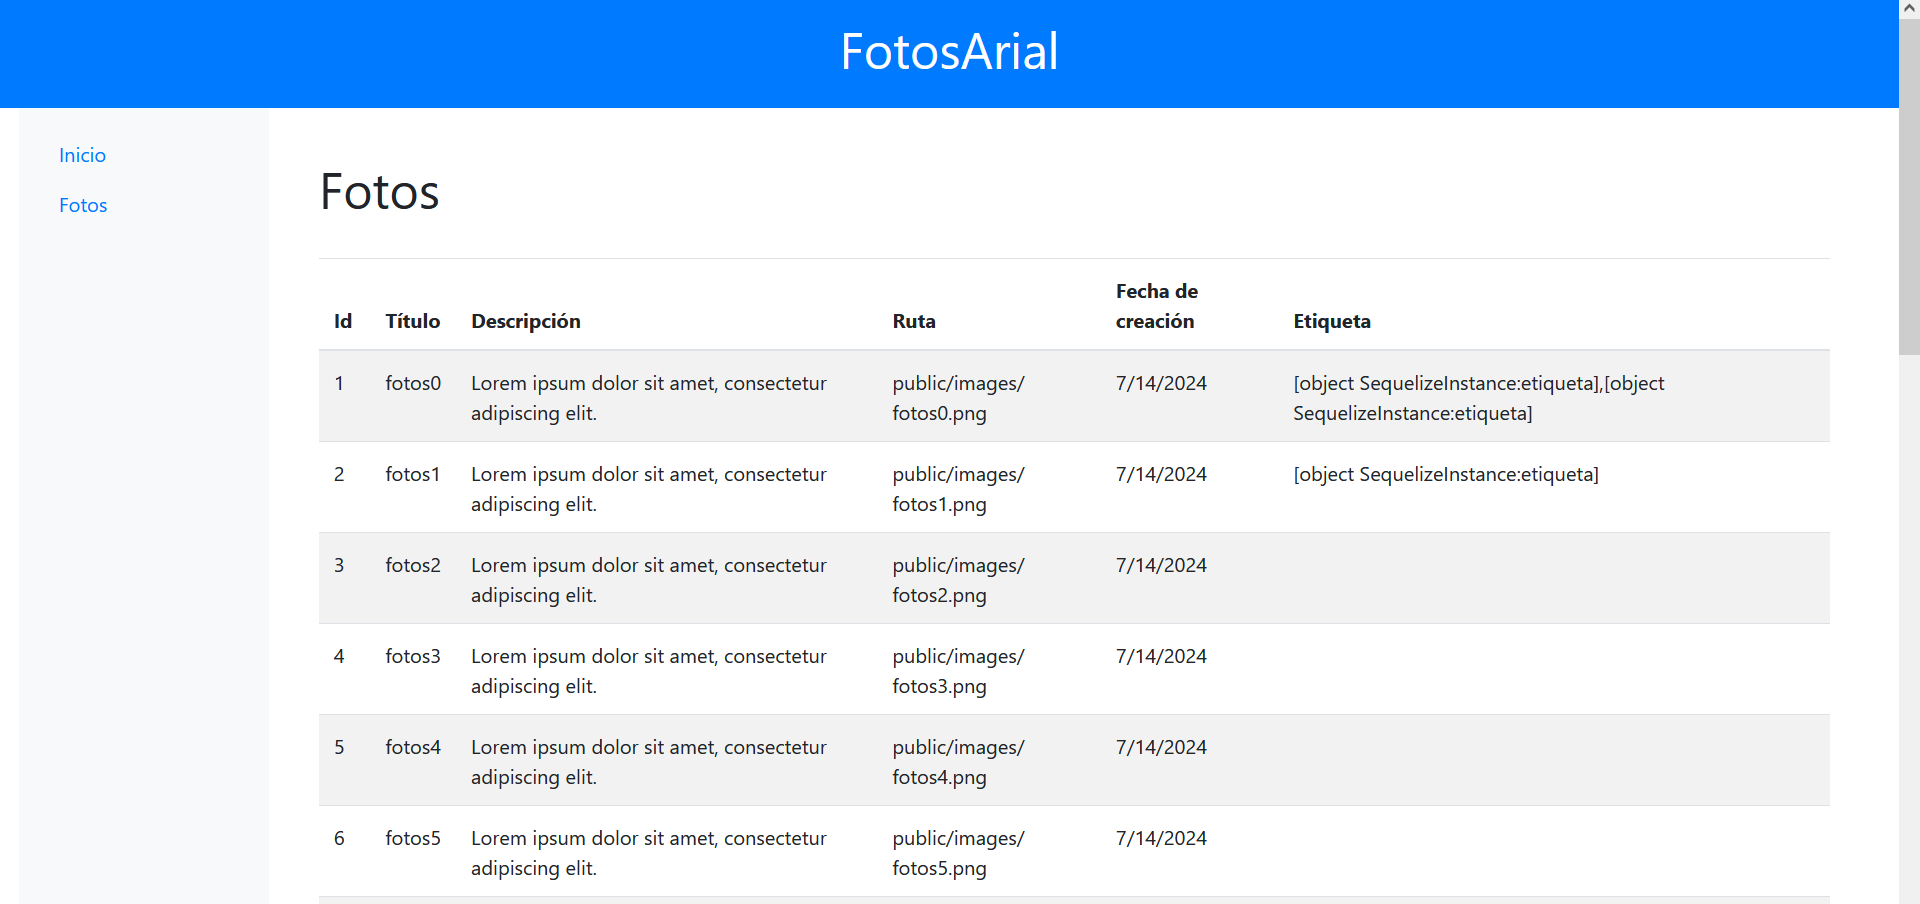 FotosArial
Inicio
Fotos
Fotos
Id Título Descripción Ruta Fecha de creación Etiqueta
1 fotos0 Lorem ipsum dolor sit amet, consectetur adipiscing elit. public/images/fotos0.png 7/14/2024 [object SequelizeInstance:etiqueta],[object SequelizeInstance:etiqueta]
2 fotos1 Lorem ipsum dolor sit amet, consectetur adipiscing elit. public/images/fotos1.png 7/14/2024 [object SequelizeInstance:etiqueta]
3 fotos2 Lorem ipsum dolor sit amet, consectetur adipiscing elit. public/images/fotos2.png 7/14/2024
4 fotos3 Lorem ipsum dolor sit amet, consectetur adipiscing elit. public/images/fotos3.png 7/14/2024
5 fotos4 Lorem ipsum dolor sit amet, consectetur adipiscing elit. public/images/fotos4.png 7/14/2024
6 fotos5 Lorem ipsum dolor sit amet, consectetur adipiscing elit. public/images/fotos5.png 7/14/2024